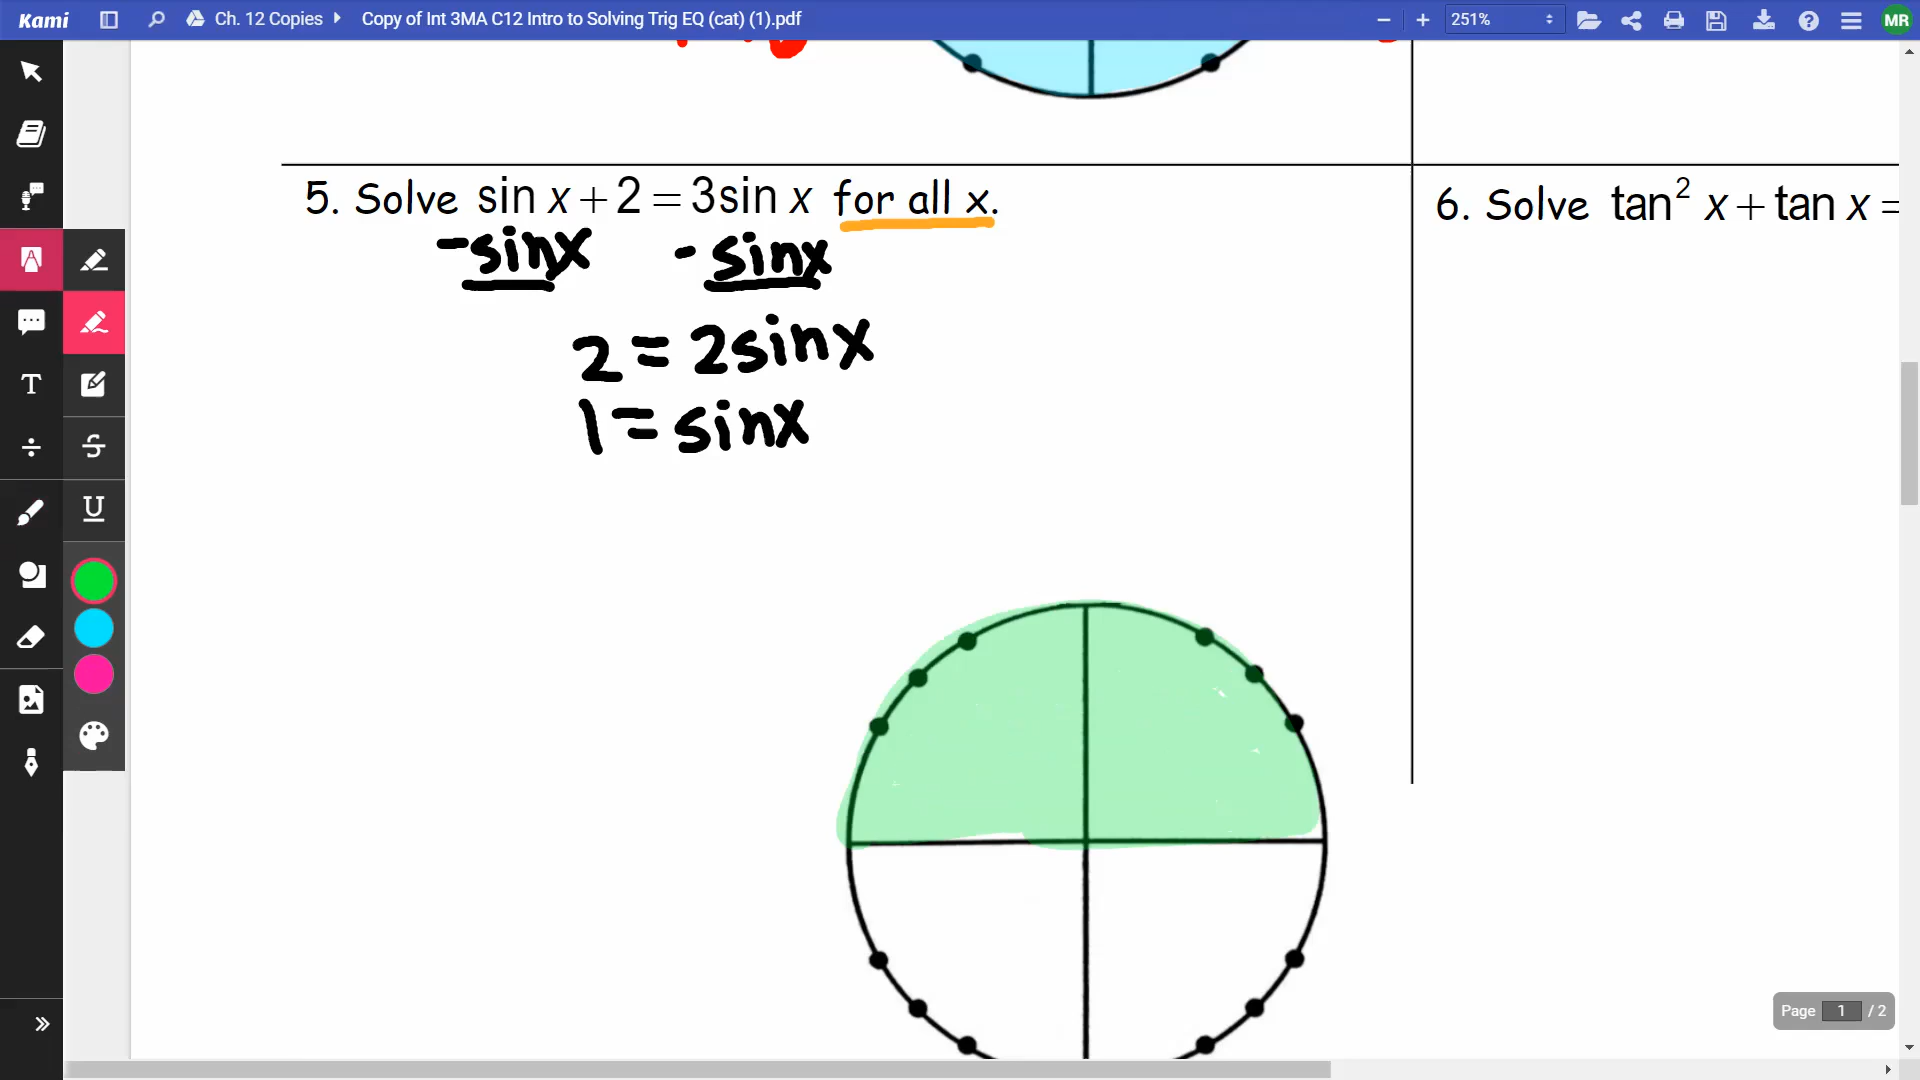 Kami
Ch. 12 Copies
Copy of Int 3MA C12 Intro to Solving Trig EQ (cat) (1).pdf
251%
MR
5. Solve sin x + 2 = 3sin x for all x.
6. Solve tan² x + tan x =
-sinx -sinx
2 = 2sinx
1 = sinx
T
S
U
Page 1 / 2